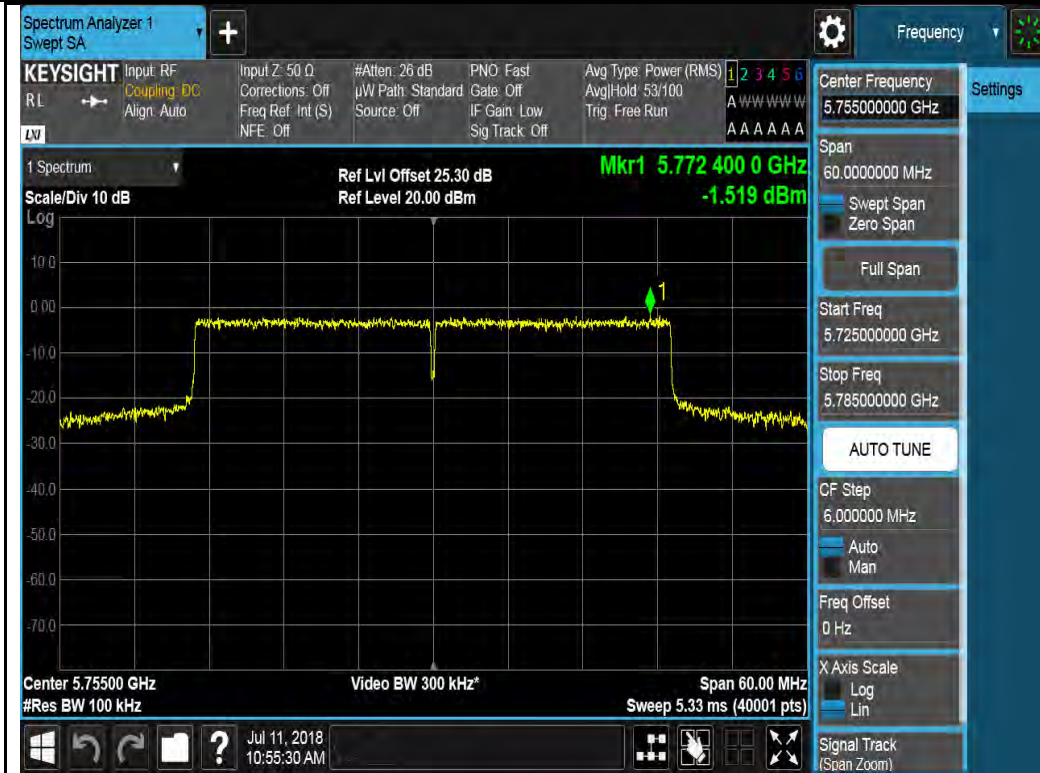 Spectrum Analyzer 1
Swept SA
+
Frequency
KEYSIGHT
R L
LXI
Input: RF
Coupling: DC
Align: Auto
Input Z: 50 Ω
Corrections: Off
Freq Ref: Int (S)
NFE: Off
#Atten: 26 dB
µW Path: Standard
Source: Off
PNO: Fast
Gate: Off
IF Gain: Low
Sig Track: Off
Avg Type: Power (RMS)
Avg|Hold: 53/100
Trig: Free Run
1 2 3 4 5 6
A W W W W W
A A A A A A
Center Frequency
5.755000000 GHz
Settings
Span
60.0000000 MHz
Swept Span
Zero Span
Full Span
Start Freq
5.725000000 GHz
Stop Freq
5.785000000 GHz
AUTO TUNE
CF Step
6.000000 MHz
Auto
Man
Freq Offset
0 Hz
X Axis Scale
Log
Lin
Signal Track
(Span Zoom)
1 Spectrum
Scale/Div 10 dB
Log
Ref Lvl Offset 25.30 dB
Ref Level 20.00 dBm
Mkr1 5.772 400 0 GHz
-1.519 dBm
10.0
0.00
-10.0
-20.0
-30.0
-40.0
-50.0
-60.0
-70.0
1
Center 5.75500 GHz
#Res BW 100 kHz
Video BW 300 kHz*
Span 60.00 MHz
Sweep 5.33 ms (40001 pts)
?
Jul 11, 2018
10:55:30 AM